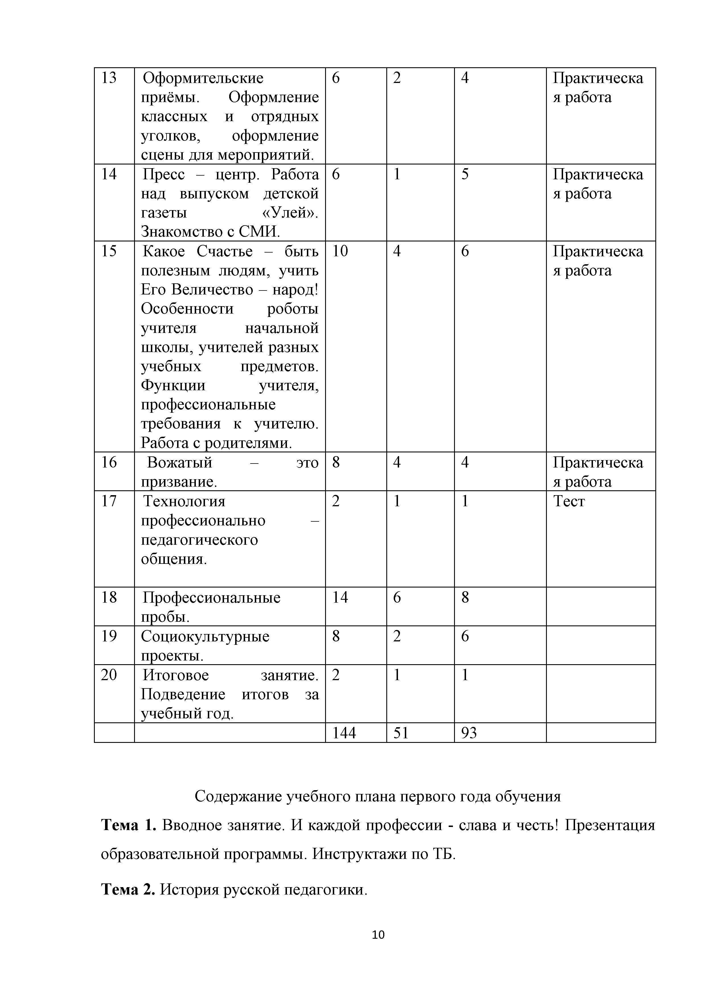 13 Оформительские 6 2 4 Практическа
приёмы. Оформление я работа
классных и отрядных
уголков, оформление
сцены для мероприятий.
14 Пресс – центр. Работа 6 1 5 Практическа
над выпуском детской я работа
газеты «Улей».
Знакомство с СМИ.
15 Какое Счастье – быть 10 4 6 Практическа
полезным людям, учить я работа
Его Величество – народ!
Особенности роботы
учителя начальной
школы, учителей разных
учебных предметов.
Функции учителя,
профессиональные
требования к учителю.
Работа с родителями.
16 Вожатый – это 8 4 4 Практическа
призвание. я работа
17 Технология 2 1 1 Тест
профессионально –
педагогического
общения.
18 Профессиональные 14 6 8
пробы.
19 Социокультурные 8 2 6
проекты.
20 Итоговое занятие. 2 1 1
Подведение итогов за
учебный год.
144 51 93
Содержание учебного плана первого года обучения
Тема 1. Вводное занятие. И каждой профессии - слава и честь! Презентация
образовательной программы. Инструктажи по ТБ.
Тема 2. История русской педагогики.
10